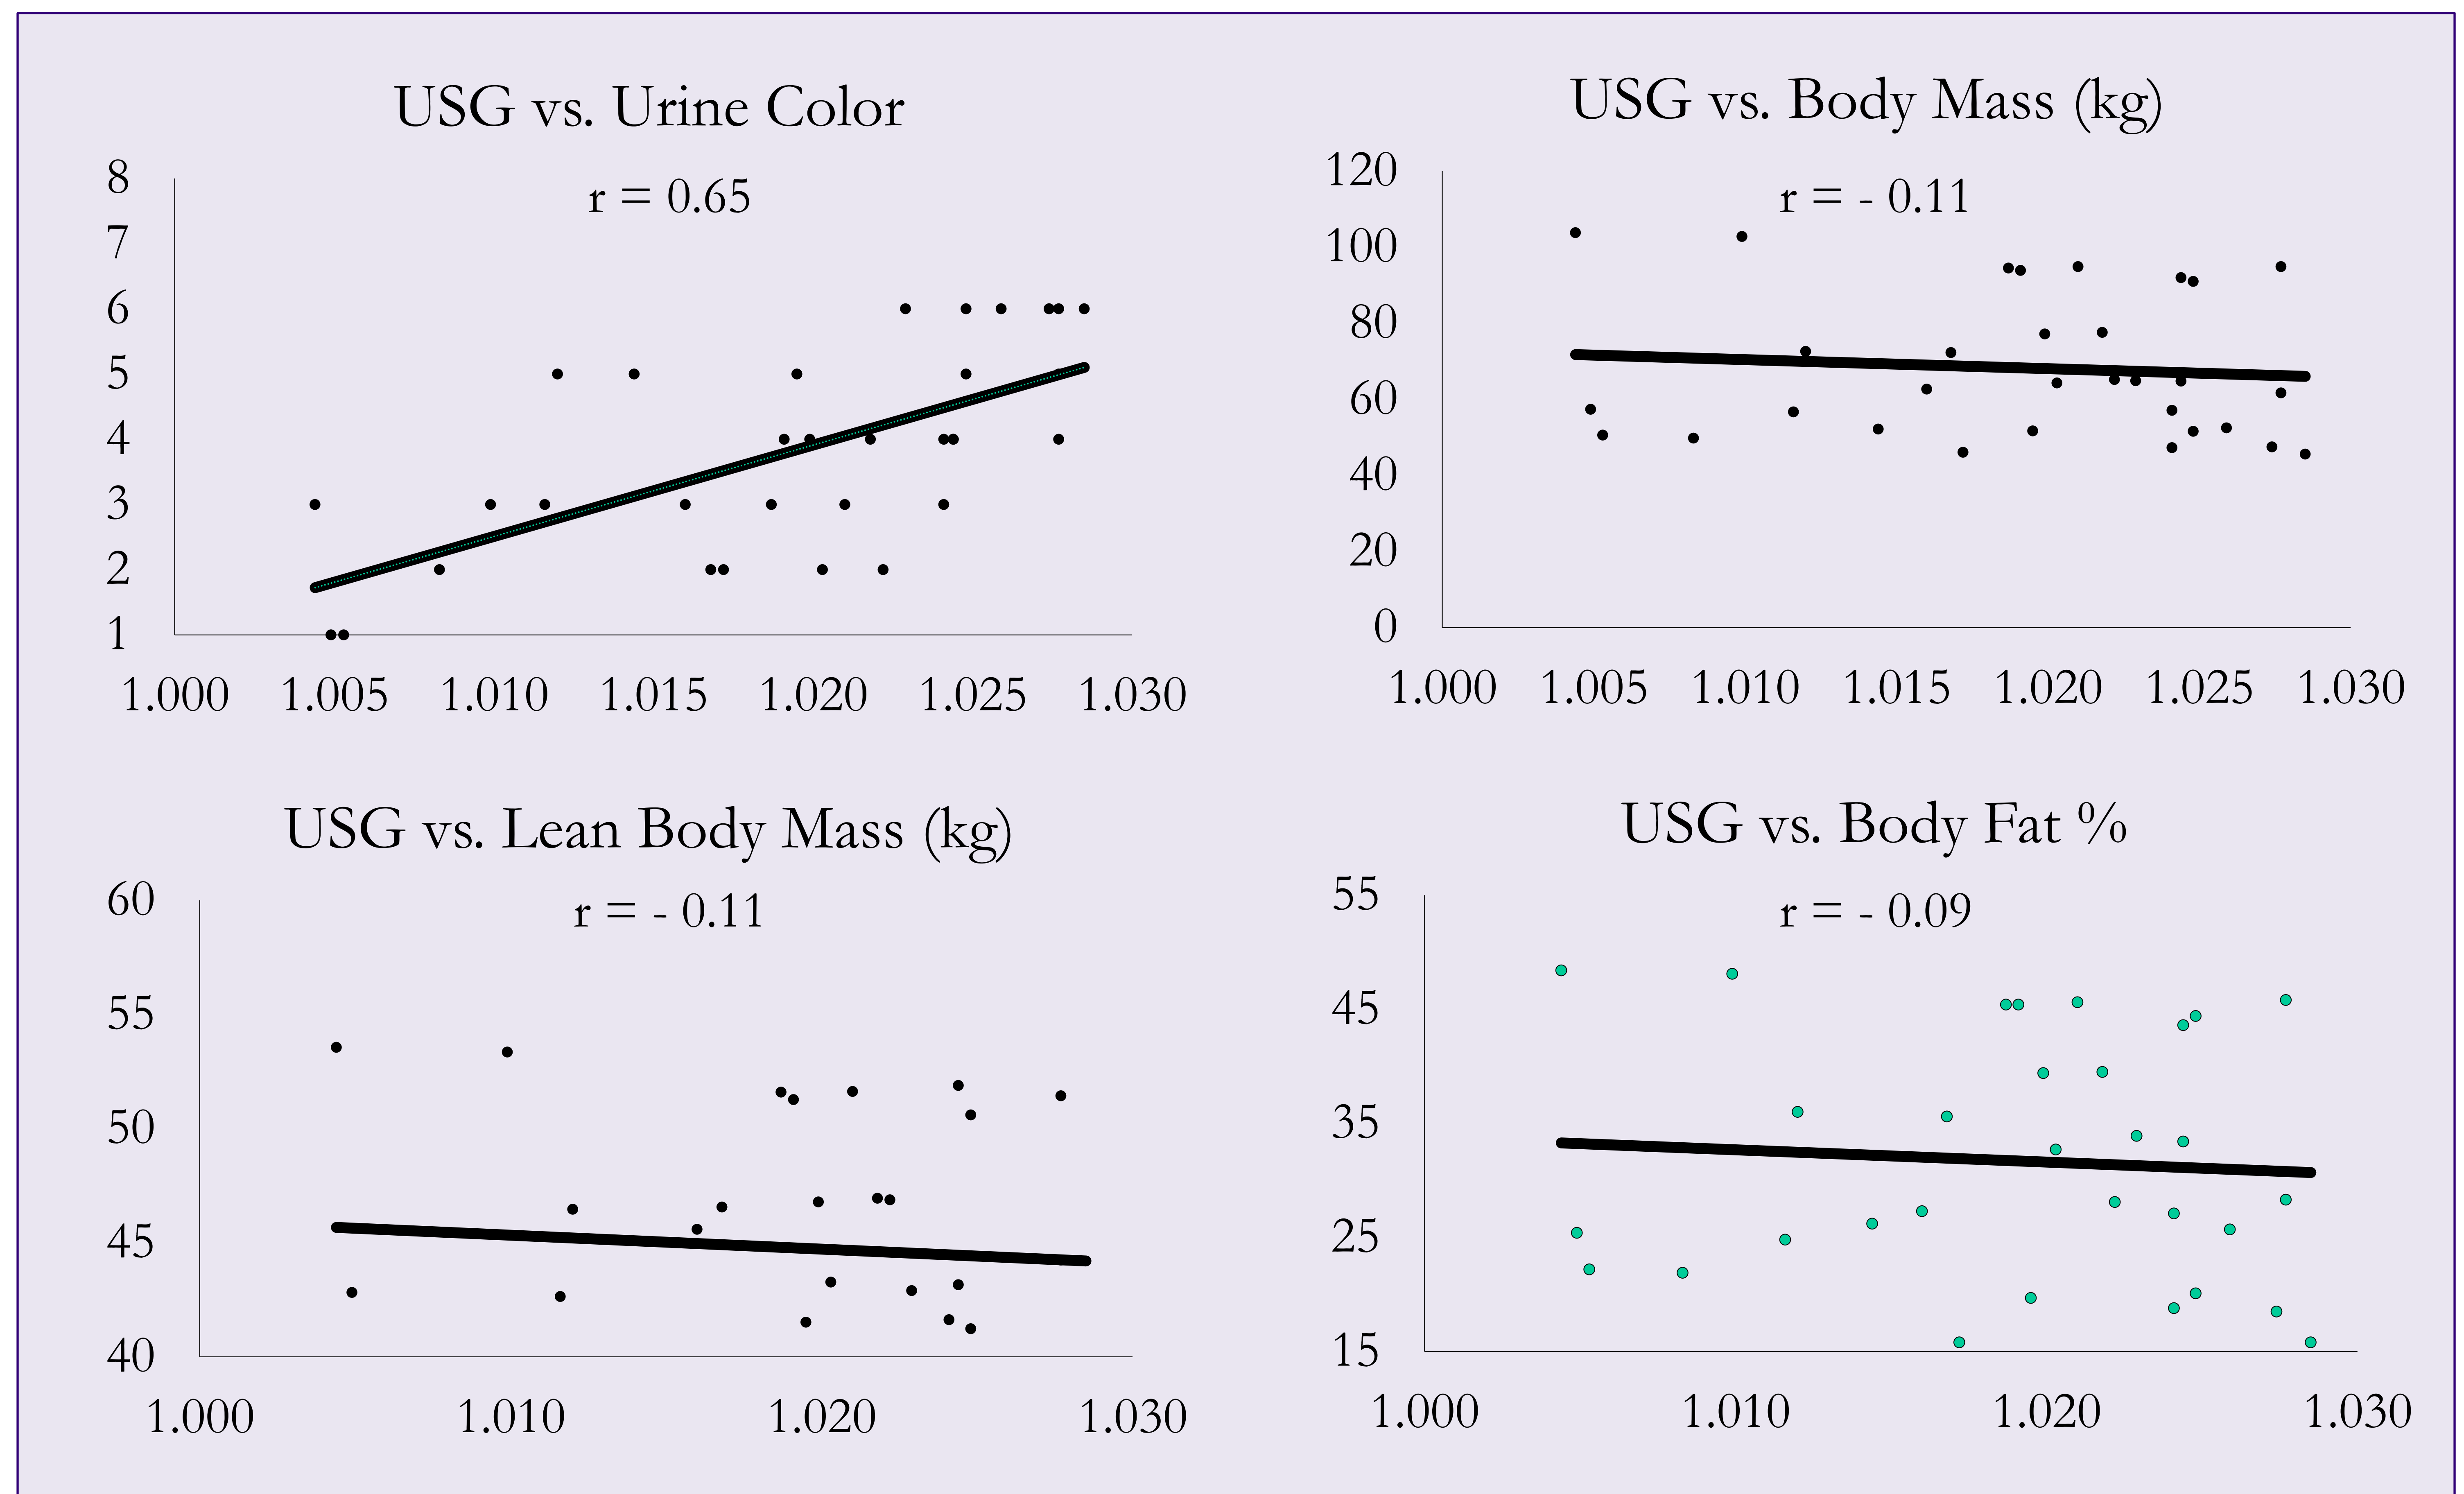 USG vs. Urine Color
r = 0.65
8
7
6
5
4
3
2
1
1.000 1.005 1.010 1.015 1.020 1.025 1.030
USG vs. Body Mass (kg)
r = - 0.11
120
100
80
60
40
20
0
1.000 1.005 1.010 1.015 1.020 1.025 1.030
USG vs. Lean Body Mass (kg)
r = - 0.11
60
55
50
45
40
1.000 1.010 1.020 1.030
USG vs. Body Fat %
r = - 0.09
55
45
35
25
15
1.000 1.010 1.020 1.030